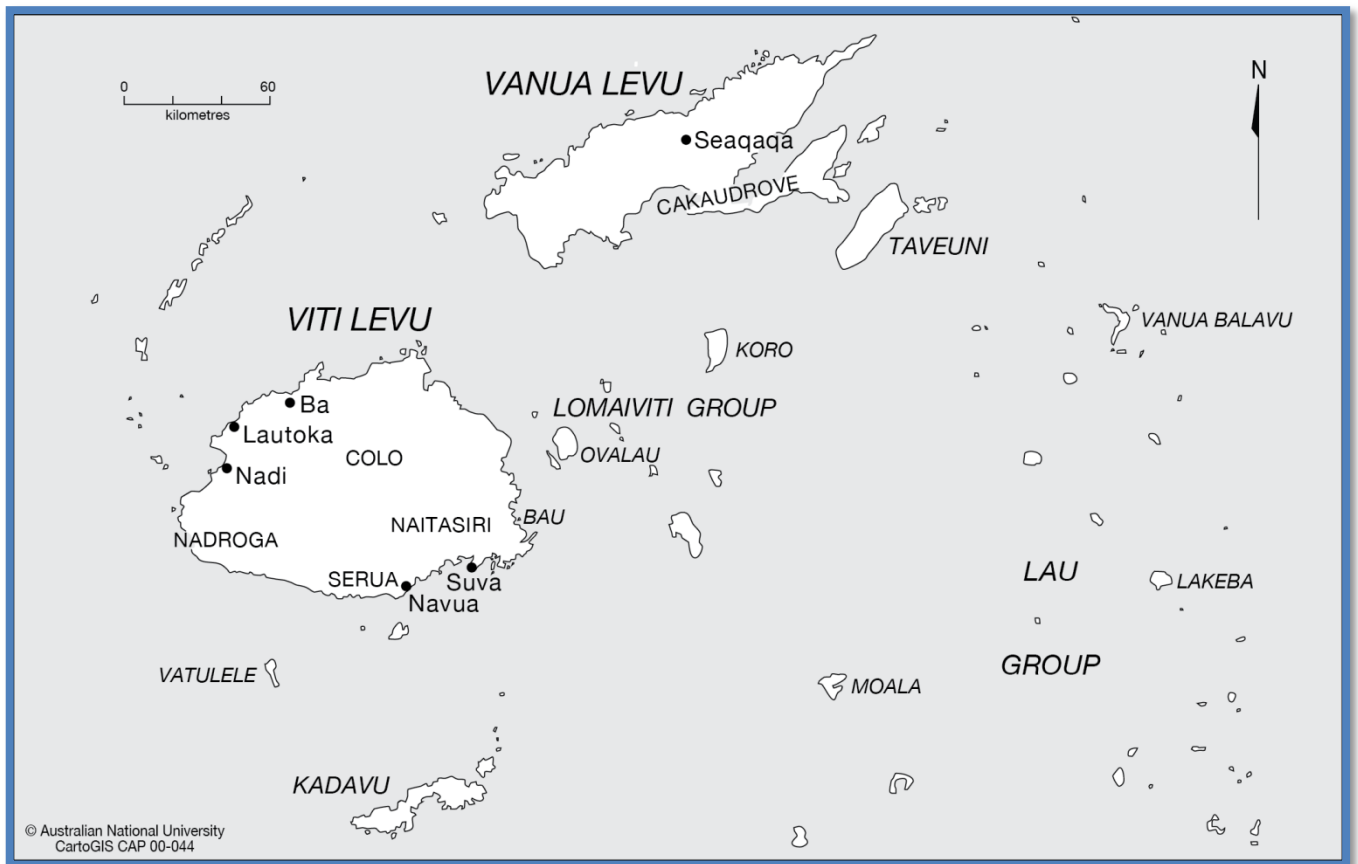 VANUA LEVU
0 60
kilometres
N
Seaqaqa
CAKAUDROVE
TAVEUNI
VITI LEVU
VANUA BALAVU
KORO
Ba
LOMAIVITI GROUP
Lautoka
OVALAU
COLO
Nadi
BAU
NAITASIRI
NADROGA
SERUA
Suva
Navua
LAU
GROUP
LAKEBA
VATULELE
MOALA
KADAVU
© Australian National University
CartoGIS CAP 00-044